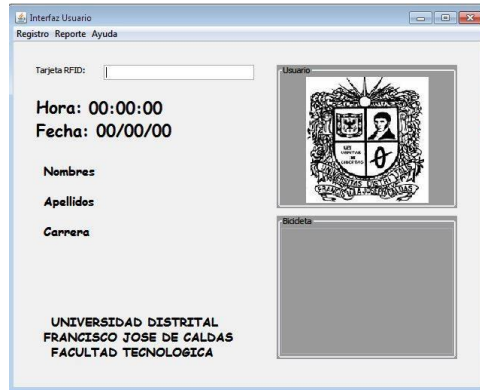 Interfaz Usuario
Registro Reporte Ayuda
Tarjeta RFID:
Usuario
Hora: 00:00:00
Fecha: 00/00/00
Nombres
Apellidos
Carrera
Bicicleta
UNIVERSIDAD DISTRITAL
FRANCISCO JOSE DE CALDAS
FACULTAD TECNOLOGICA